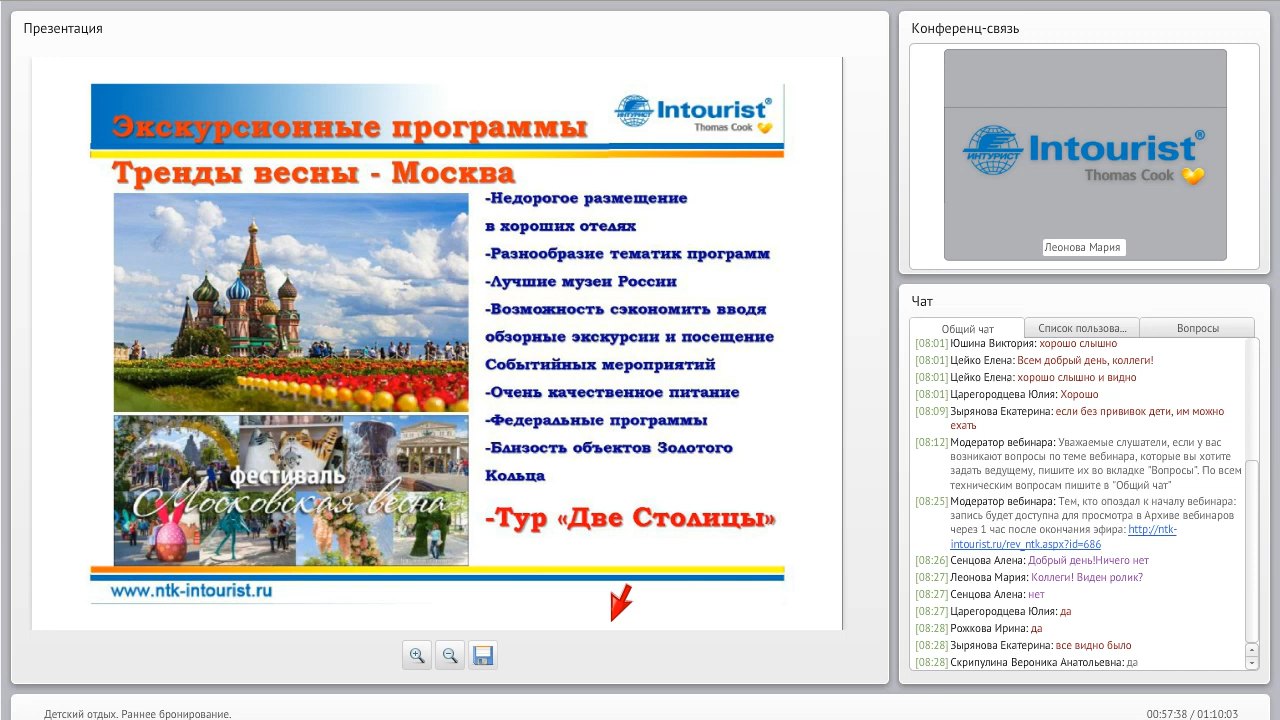 Презентация
Экскурсионные программы
Intourist®
Thomas Cook
Тренды весны - Москва
-Недорогое размещение
в хороших отелях
-Разнообразие тематик программ
-Лучшие музеи России
-Возможность сэкономить вводя
обзорные экскурсии и посещение
Событийных мероприятий
-Очень качественное питание
-Федеральные программы
-Близость объектов Золотого
Кольца
-Тур «Две Столицы»
фестиваль
Московская весна
www.ntk-intourist.ru
Конференц-связь
ИНТУРИСТ Intourist®
Thomas Cook
Леонова Мария
Чат
Общий чат Список пользова... Вопросы
[08:01] Юшина Виктория: хорошо слышно
[08:01] Цейко Елена: Всем добрый день, коллеги!
[08:01] Цейко Елена: хорошо слышно и видно
[08:01] Царегородцева Юлия: Хорошо
[08:09] Зырянова Екатерина: если без прививок дети, им можно
ехать
[08:12] Модератор вебинара: Уважаемые слушатели, если у вас
возникают вопросы по теме вебинара, которые вы хотите
задать ведущему, пишите их во вкладке "Вопросы". По всем
техническим вопросам пишите в "Общий чат"
[08:25] Модератор вебинара: Тем, кто опоздал к началу вебинара:
запись будет доступна для просмотра в Архиве вебинаров
через 1 час после окончания эфира: http://ntk-
intourist.ru/rev_ntk.aspx?id=686
[08:26] Сенцова Алена: Добрый день!Ничего нет
[08:27] Леонова Мария: Коллеги! Виден ролик?
[08:27] Сенцова Алена: нет
[08:27] Царегородцева Юлия: да
[08:28] Рожкова Ирина: да
[08:28] Зырянова Екатерина: все видно было
[08:28] Скрипулина Вероника Анатольевна: да
Детский отдых. Раннее бронирование.
00:57:38 / 01:10:03